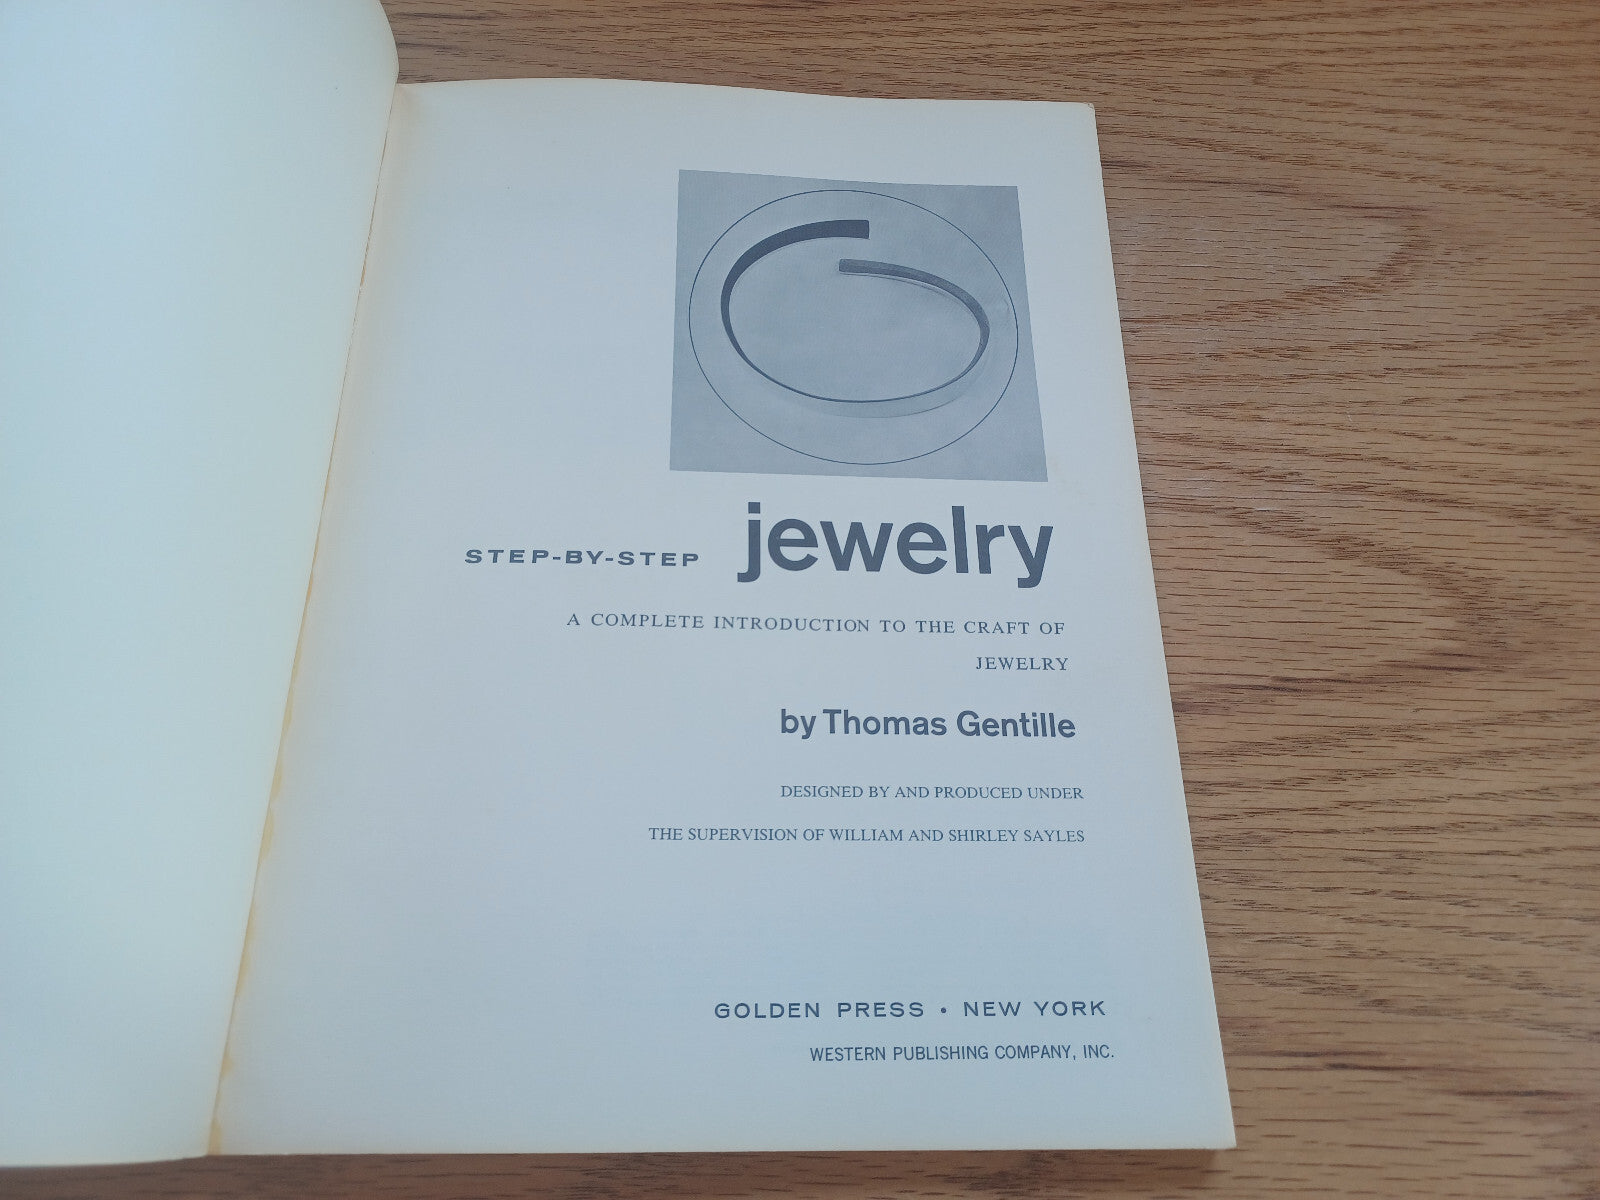 STEP-BY-STEP jewelry
A COMPLETE INTRODUCTION TO THE CRAFT OF
JEWELRY
by Thomas Gentille
DESIGNED BY AND PRODUCED UNDER
THE SUPERVISION OF WILLIAM AND SHIRLEY SAYLES
GOLDEN PRESS • NEW YORK
WESTERN PUBLISHING COMPANY, INC.